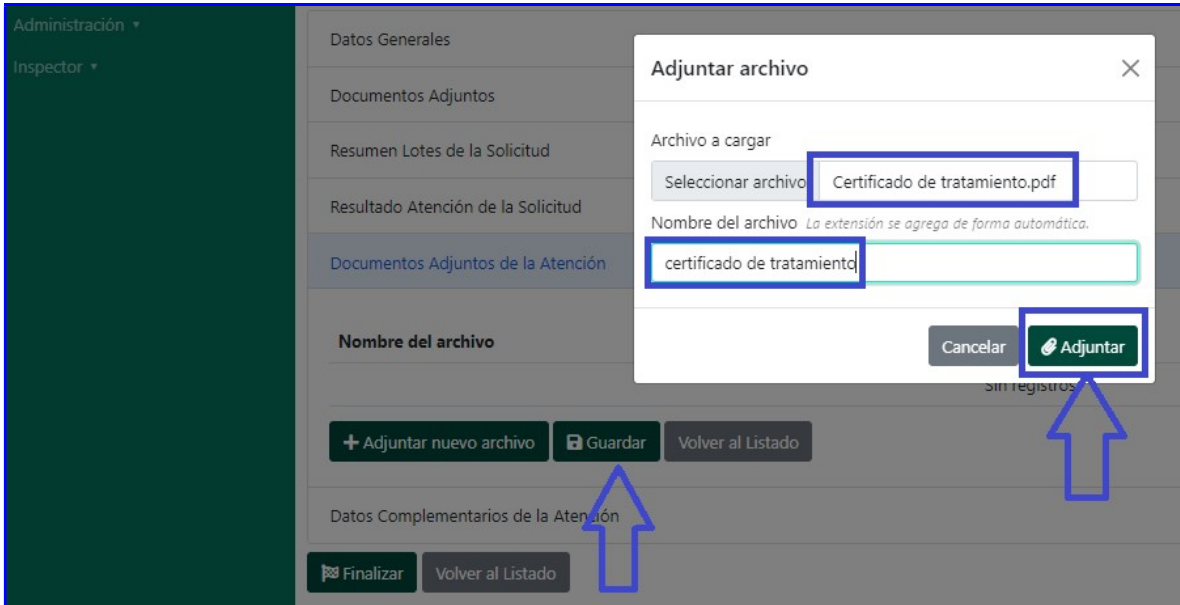 Administración
Inspector
Datos Generales
Documentos Adjuntos
Resumen Lotes de la Solicitud
Resultado Atención de la Solicitud
Documentos Adjuntos de la Atención
Nombre del archivo
Sin registros
Adjuntar nuevo archivo Guardar Volver al Listado
Datos Complementarios de la Atención
Finalizar Volver al Listado
Adjuntar archivo
Archivo a cargar
Seleccionar archivo Certificado de tratamiento.pdf
Nombre del archivo La extensión se agrega de forma automática.
certificado de tratamiento
Cancelar Adjuntar